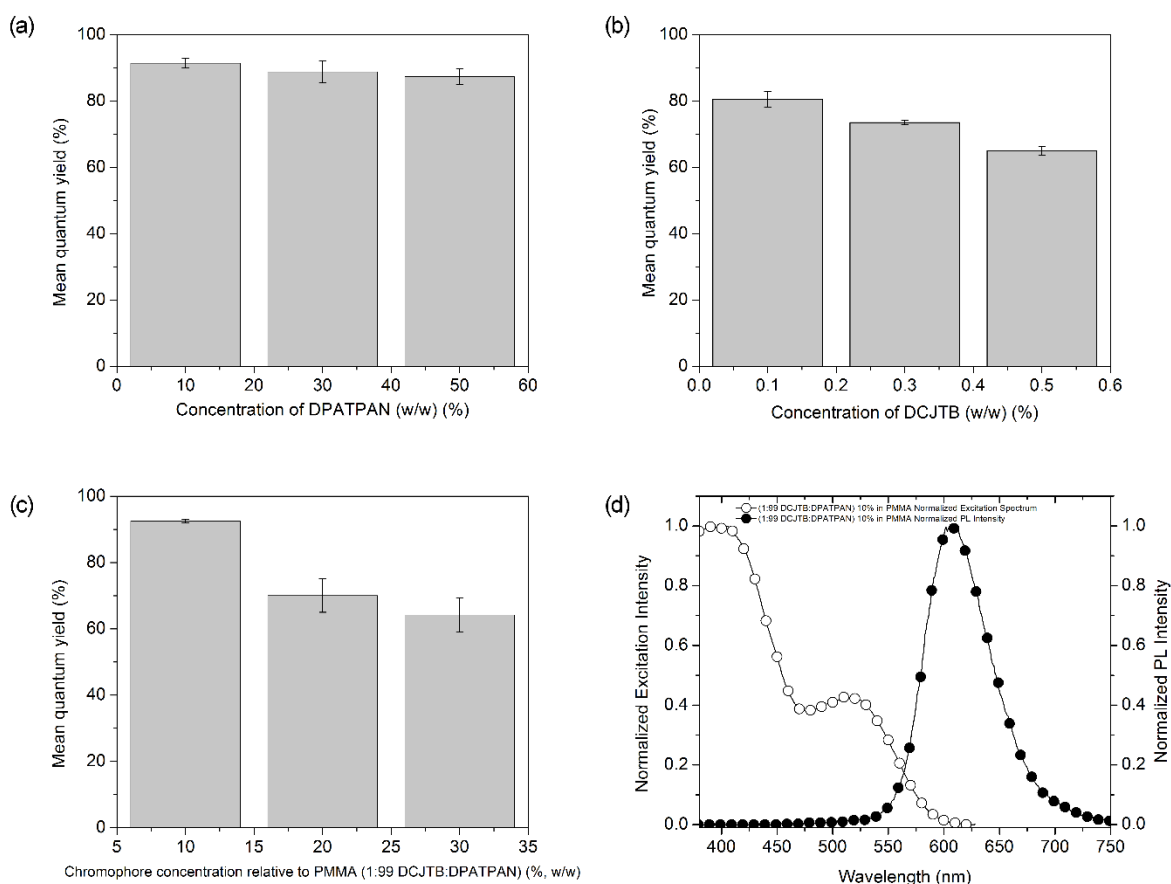 (a)
100
80
60
40
20
0
Mean quantum yield (%)
0 10 20 30 40 50 60
Concentration of DPATPAN (w/w) (%)
(b)
100
80
60
40
20
0
Mean quantum yield (%)
0.0 0.1 0.2 0.3 0.4 0.5 0.6
Concentration of DCJTB (w/w) (%)
(c)
100
80
60
40
20
0
Mean quantum yield (%)
5 10 15 20 25 30 35
Chromophore concentration relative to PMMA (1:99 DCJTB:DPATPAN) (%, w/w)
(d)
(1:99 DCJTB:DPATPAN) 10% in PMMA Normalized Excitation Spectrum
(1:99 DCJTB:DPATPAN) 10% in PMMA Normalized PL Intensity
1.0
0.8
0.6
0.4
0.2
0.0
Normalized Excitation Intensity
1.0
0.8
0.6
0.4
0.2
0.0
Normalized PL Intensity
400 450 500 550 600 650 700 750
Wavelength (nm)